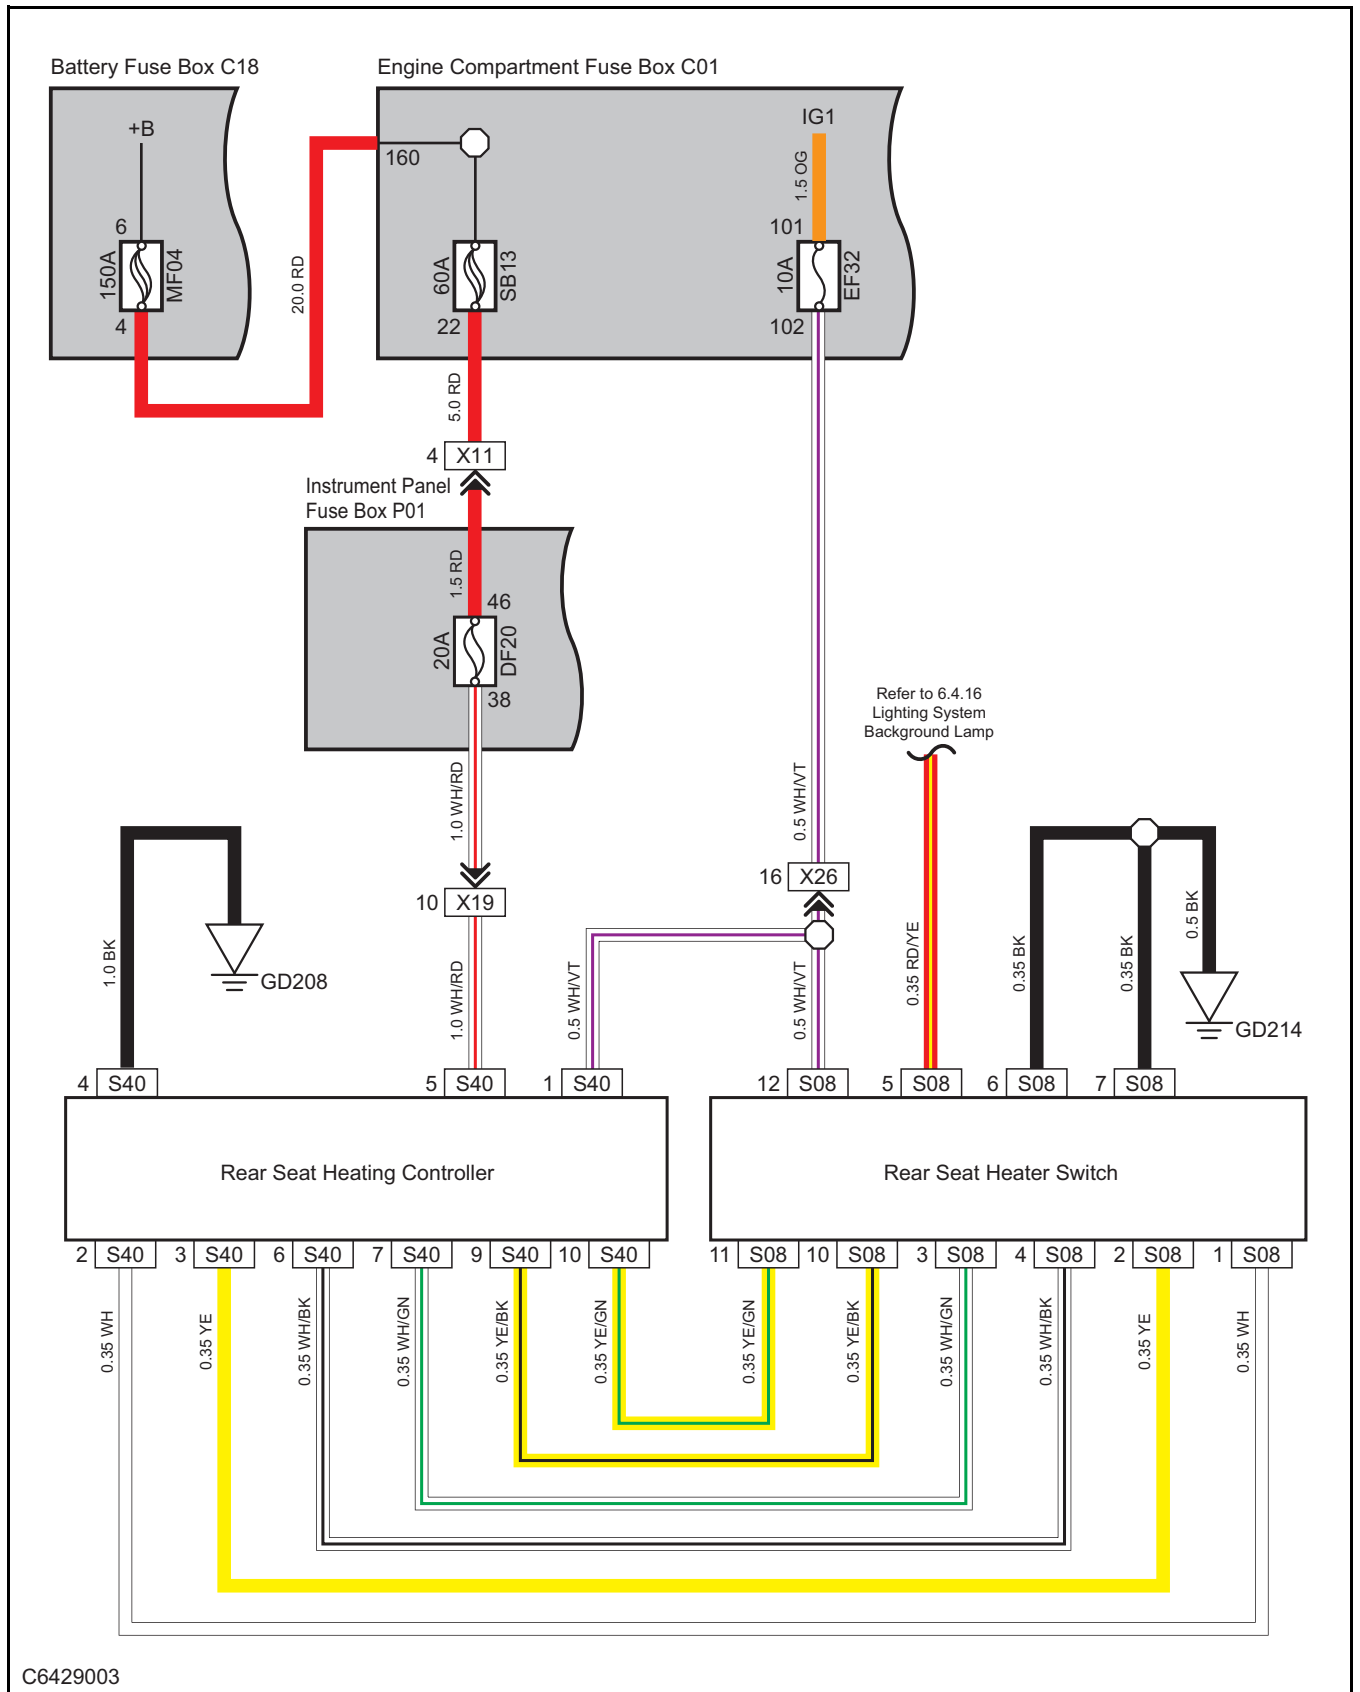 Battery Fuse Box C18
Engine Compartment Fuse Box C01
+B
6
150A
MF04
4
20.0 RD
160
60A
SB13
22
IG1
1.5 OG
101
10A
EF32
102
5.0 RD
4 X11
Instrument Panel
Fuse Box P01
1.5 RD
46
20A
DF20
38
Refer to 6.4.16
Lighting System
Background Lamp
1.0 WH/RD
0.5 WH/VT
10 X19
16 X26
1.0 BK
GD208
1.0 WH/RD
0.5 WH/VT
0.5 WH/VT
0.35 RD/YE
0.35 BK
0.35 BK
0.5 BK
GD214
4 S40
5 S40
1 S40
12 S08
5 S08
6 S08
7 S08
Rear Seat Heating Controller
Rear Seat Heater Switch
2 S40
3 S40
6 S40
7 S40
9 S40
10 S40
11 S08
10 S08
3 S08
4 S08
2 S08
1 S08
0.35 WH
0.35 YE
0.35 WH/BK
0.35 WH/GN
0.35 YE/BK
0.35 YE/GN
0.35 YE/GN
0.35 YE/BK
0.35 WH/GN
0.35 WH/BK
0.35 YE
0.35 WH
C6429003